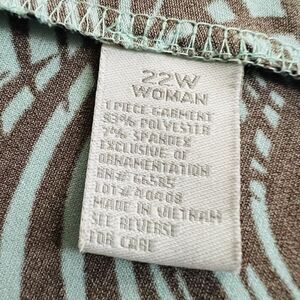 22W
WOMAN
1 PIECE GARMENT
93% POLYESTER
7% SPANDEX
EXCLUSIVE OF
ORNAMENTATION
RN# 66585
LOT# 40408
MADE IN VIETNAM
SEE REVERSE
FOR CARE